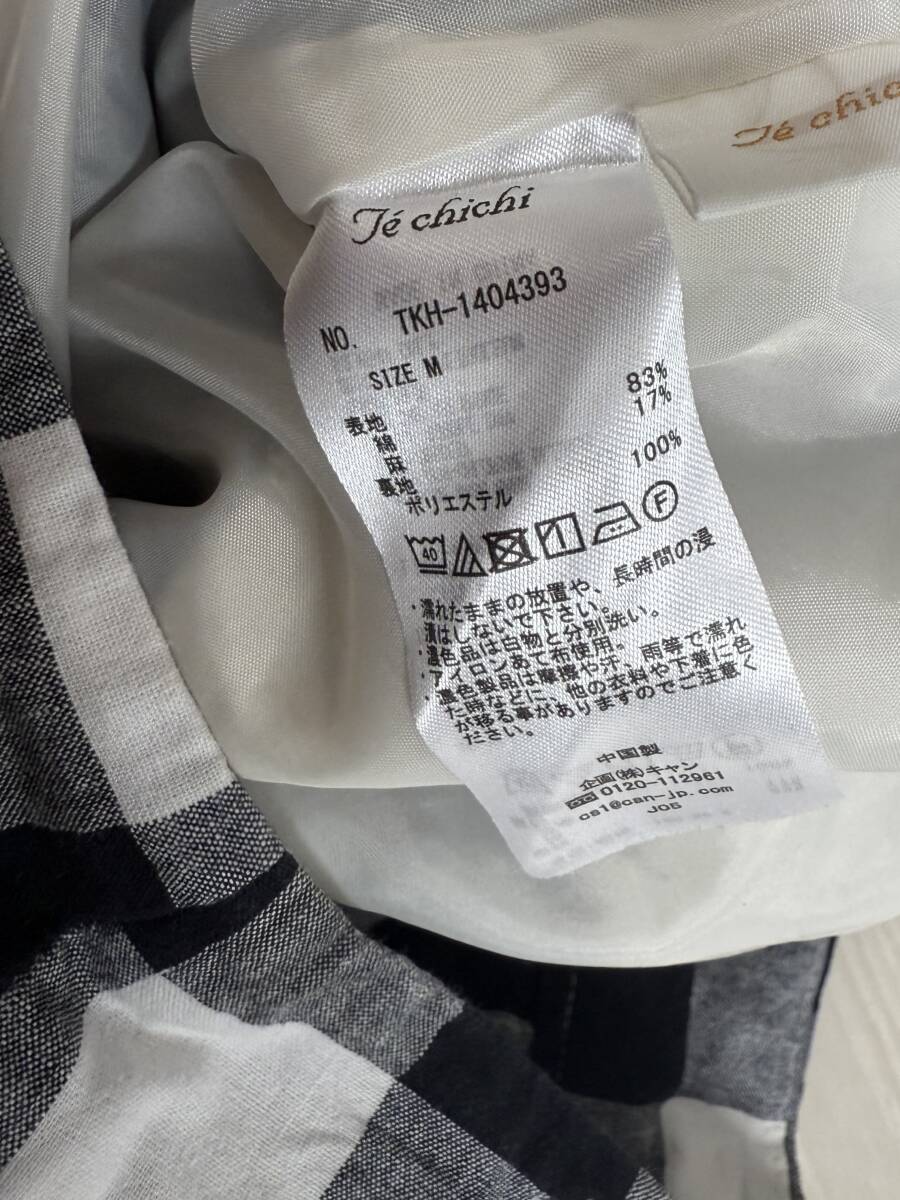 Té chic
Té chichi
NO. TKH-1404393
SIZE M
表地
綿 83%
麻 17%
裏地
ポリエステル 100%
40
F
・濡れたままの放置や、長時間の浸
漬はしないで下さい。
・濃色品は白物と分別洗い。
・アイロンあて布使用。
・濃色製品は摩擦や汗、雨等で濡れ
た時などに、他の衣料や下着に色
が移る事がありますのでご注意く
ださい。
中国製
企画(株)キャン
0120-112961
cs1@can-jp.com
J05